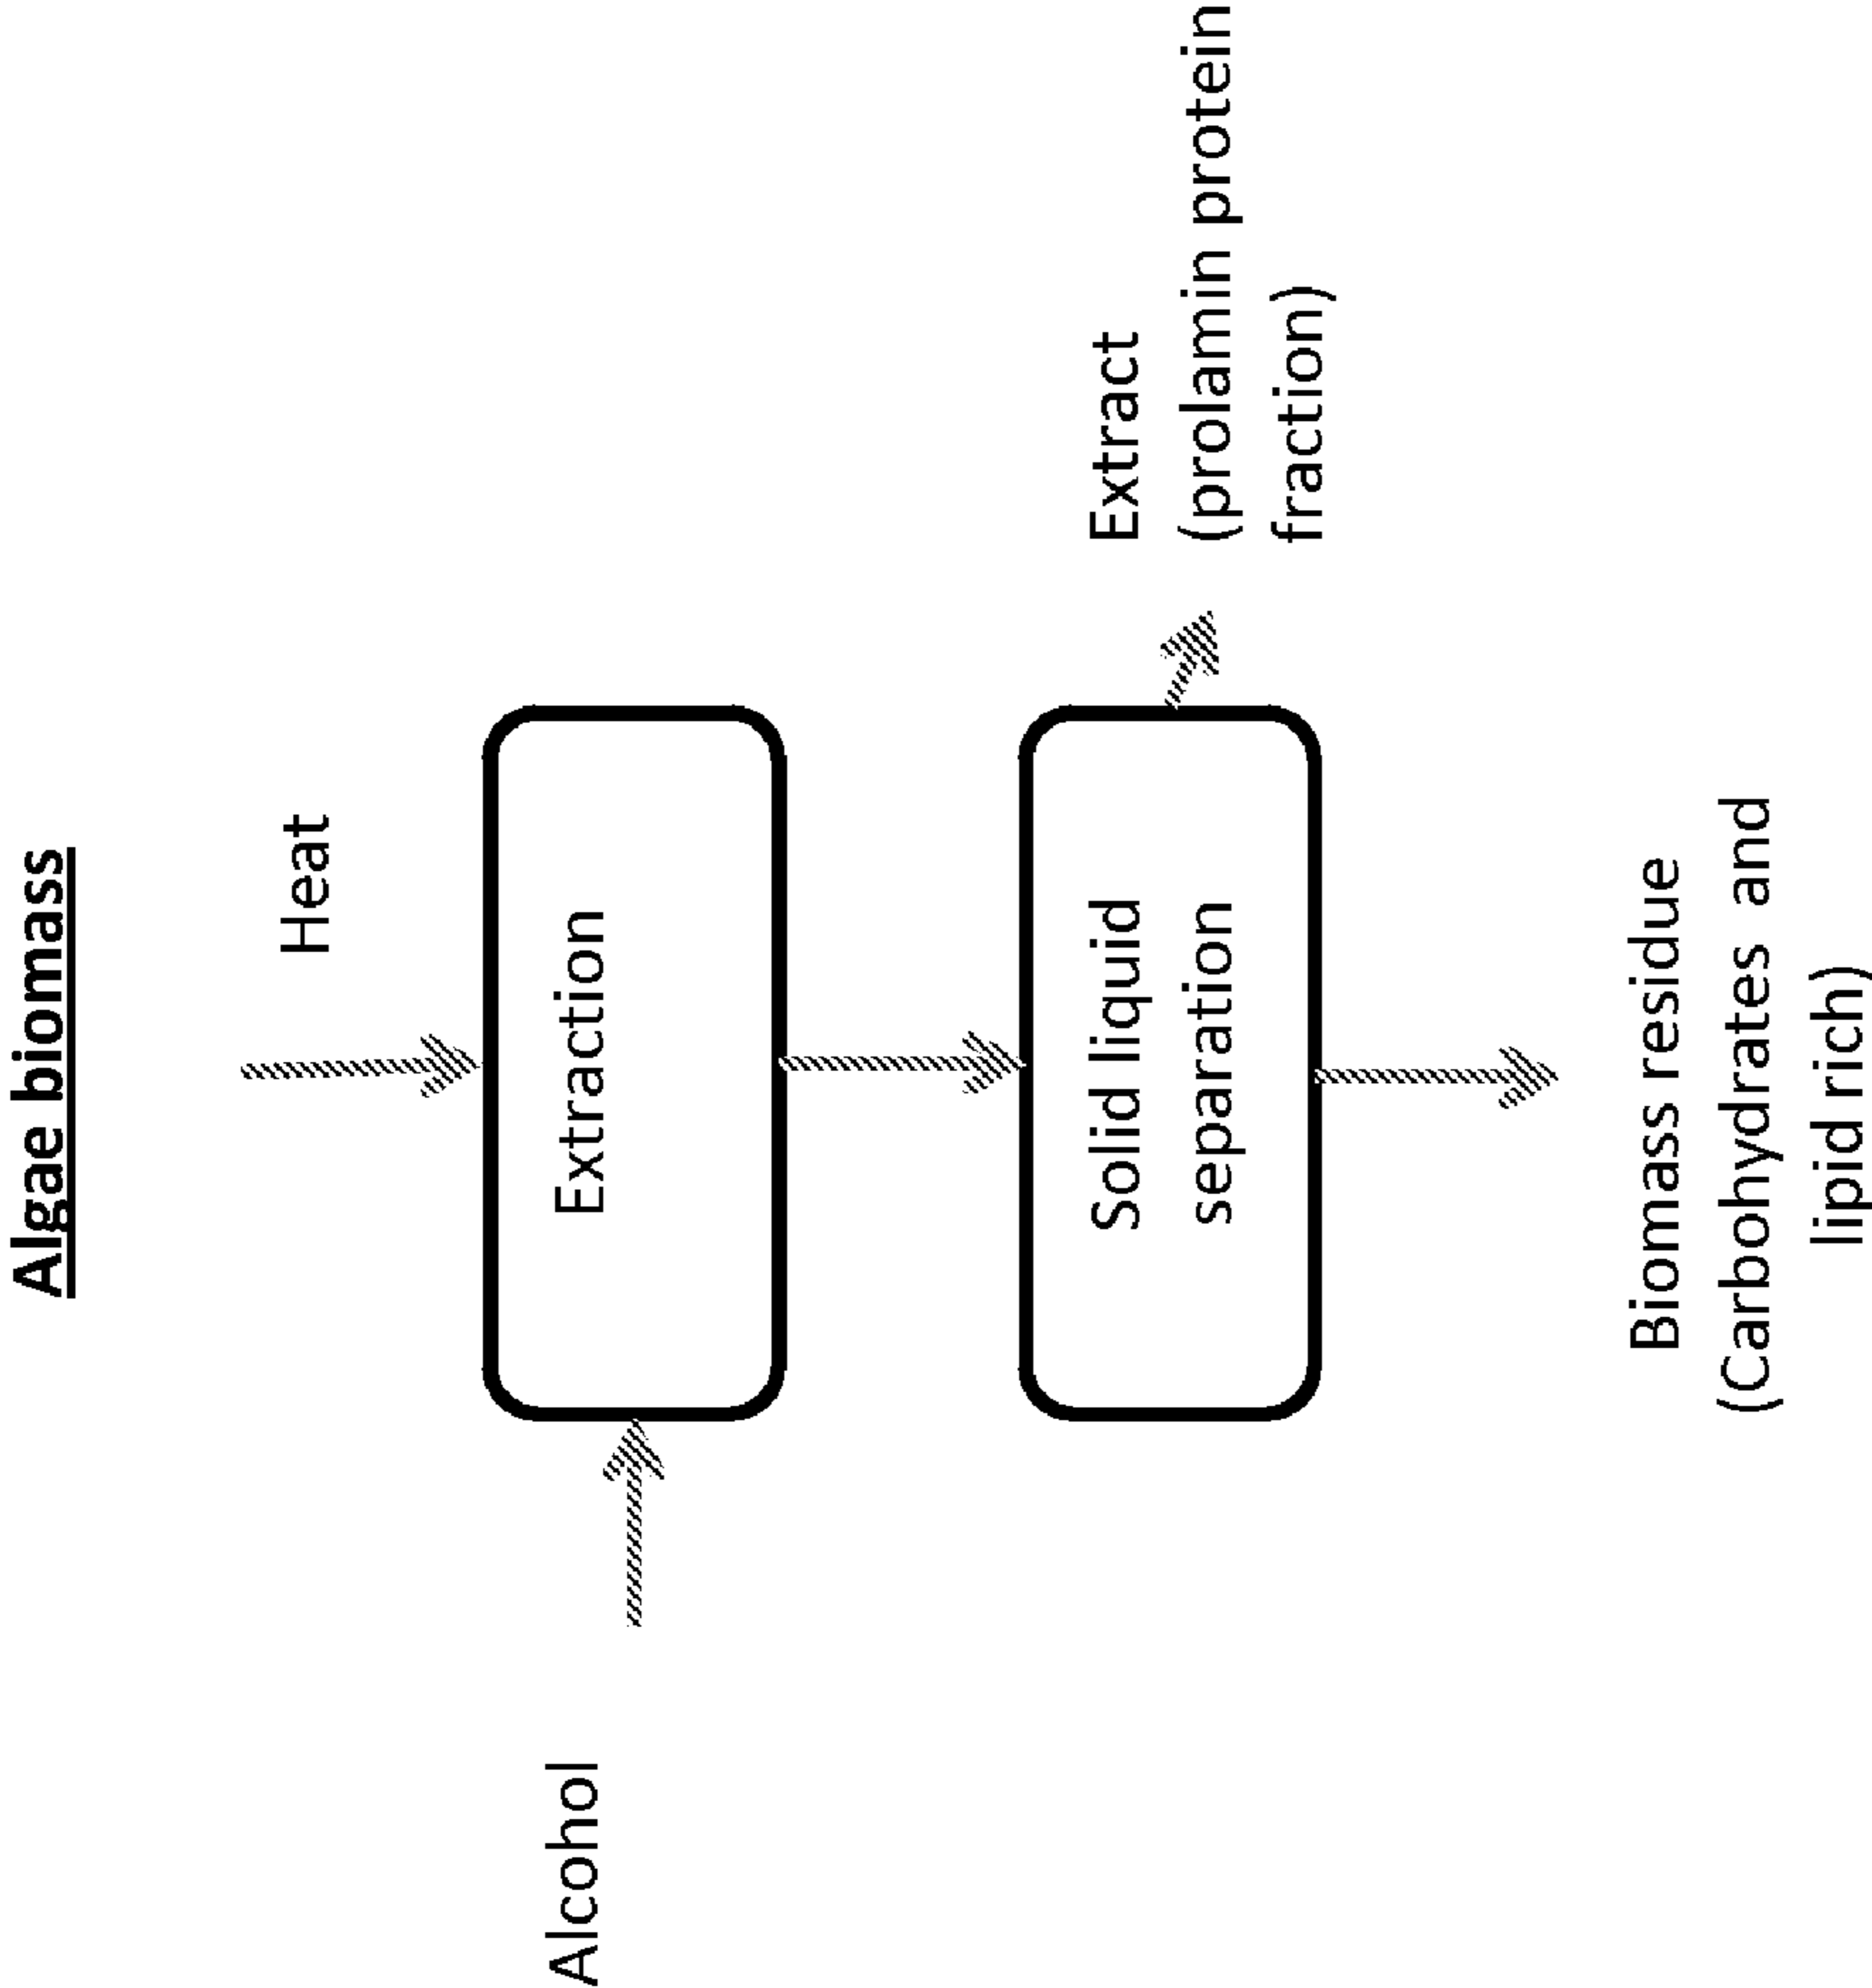 Algae biomass
Heat
Alcohol
Extraction
Solid liquid
separation
Extract
(prolamin protein
fraction)
Biomass residue
(Carbohydrates and
lipid rich)